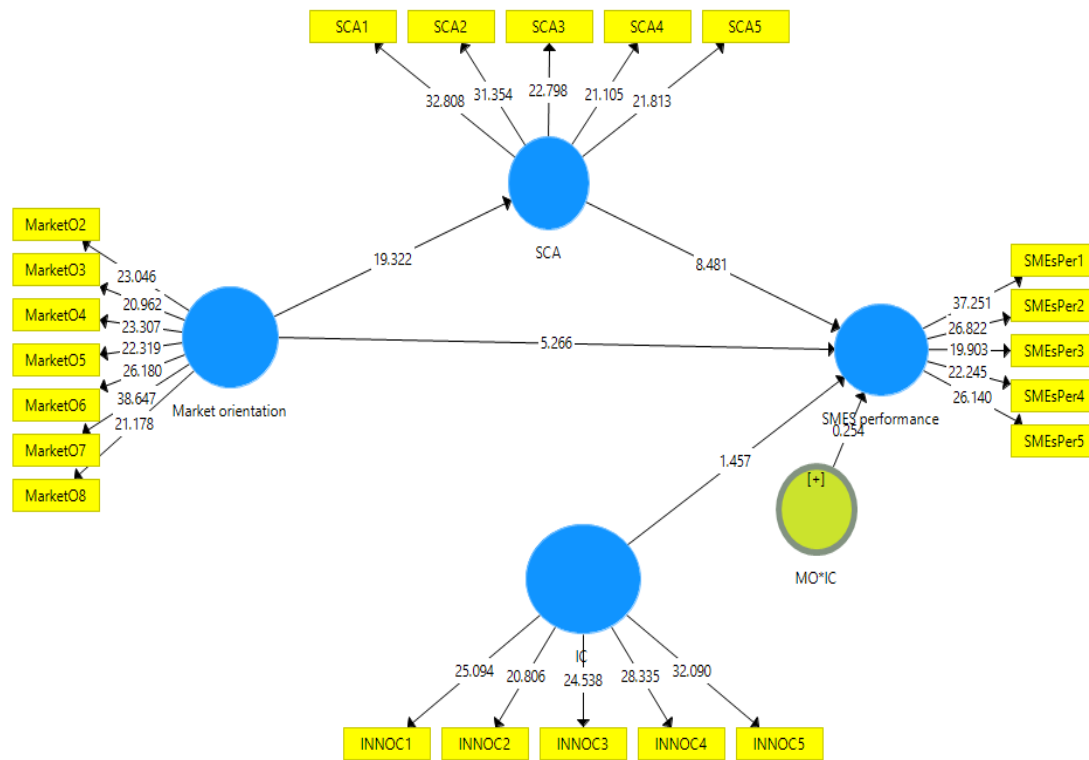 SCA1
SCA2
SCA3
SCA4
SCA5
32.808
31.354
22.798
21.105
21.813
SCA
MarketO2
MarketO3
MarketO4
MarketO5
MarketO6
MarketO7
MarketO8
23.046
20.962
23.307
22.319
26.180
38.647
21.178
Market orientation
19.322
8.481
5.266
1.457
0.254
SMEsPer1
SMEsPer2
SMEsPer3
SMEsPer4
SMEsPer5
37.251
26.822
19.903
22.245
26.140
SMES performance
[+]
MO*IC
IC
25.094
20.806
24.538
28.335
32.090
INNOC1
INNOC2
INNOC3
INNOC4
INNOC5